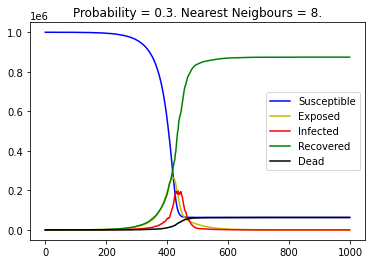 Probability = 0.3. Nearest Neigbours = 8.
1e6
1.0
0.8
0.6
0.4
0.2
0.0
Susceptible
Exposed
Infected
Recovered
Dead
0 200 400 600 800 1000